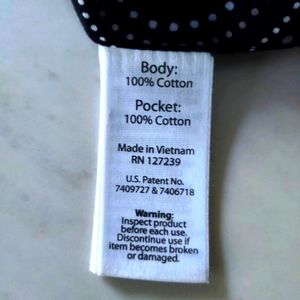 Body:
100% Cotton
Pocket:
100% Cotton
Made in Vietnam
RN 127239
U.S. Patent No.
7409727 & 7406718
Warning:
Inspect product
before each use.
Discontinue use if
item becomes broken
or damaged.